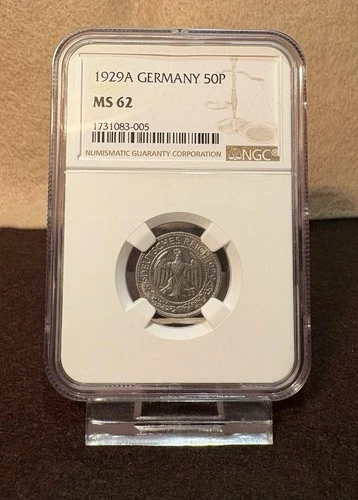 1929A GERMANY 50P
MS 62
1731083-005
NUMISMATIC GUARANTY CORPORATION
NGC®
DEUTSCHES REICH